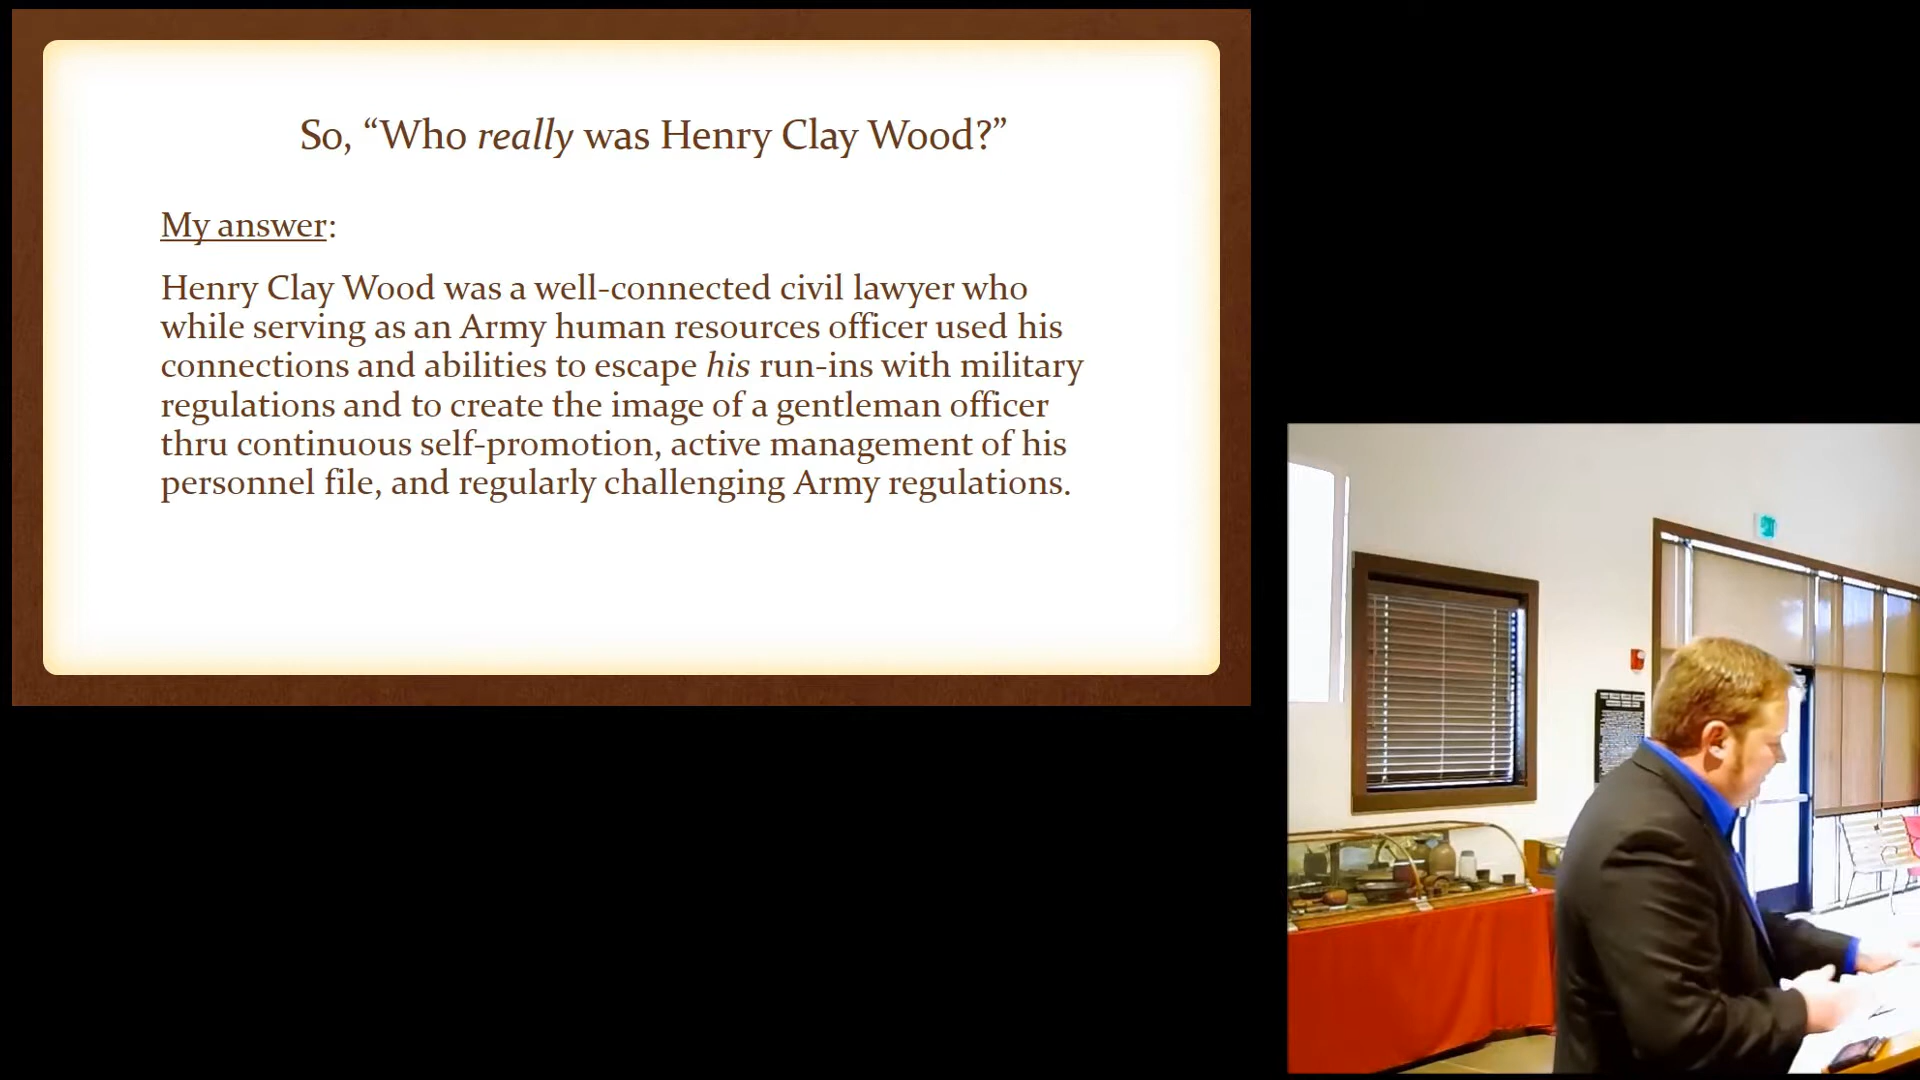 So, “Who really was Henry Clay Wood?”
My answer:
Henry Clay Wood was a well-connected civil lawyer who
while serving as an Army human resources officer used his
connections and abilities to escape his run-ins with military
regulations and to create the image of a gentleman officer
thru continuous self-promotion, active management of his
personnel file, and regularly challenging Army regulations.